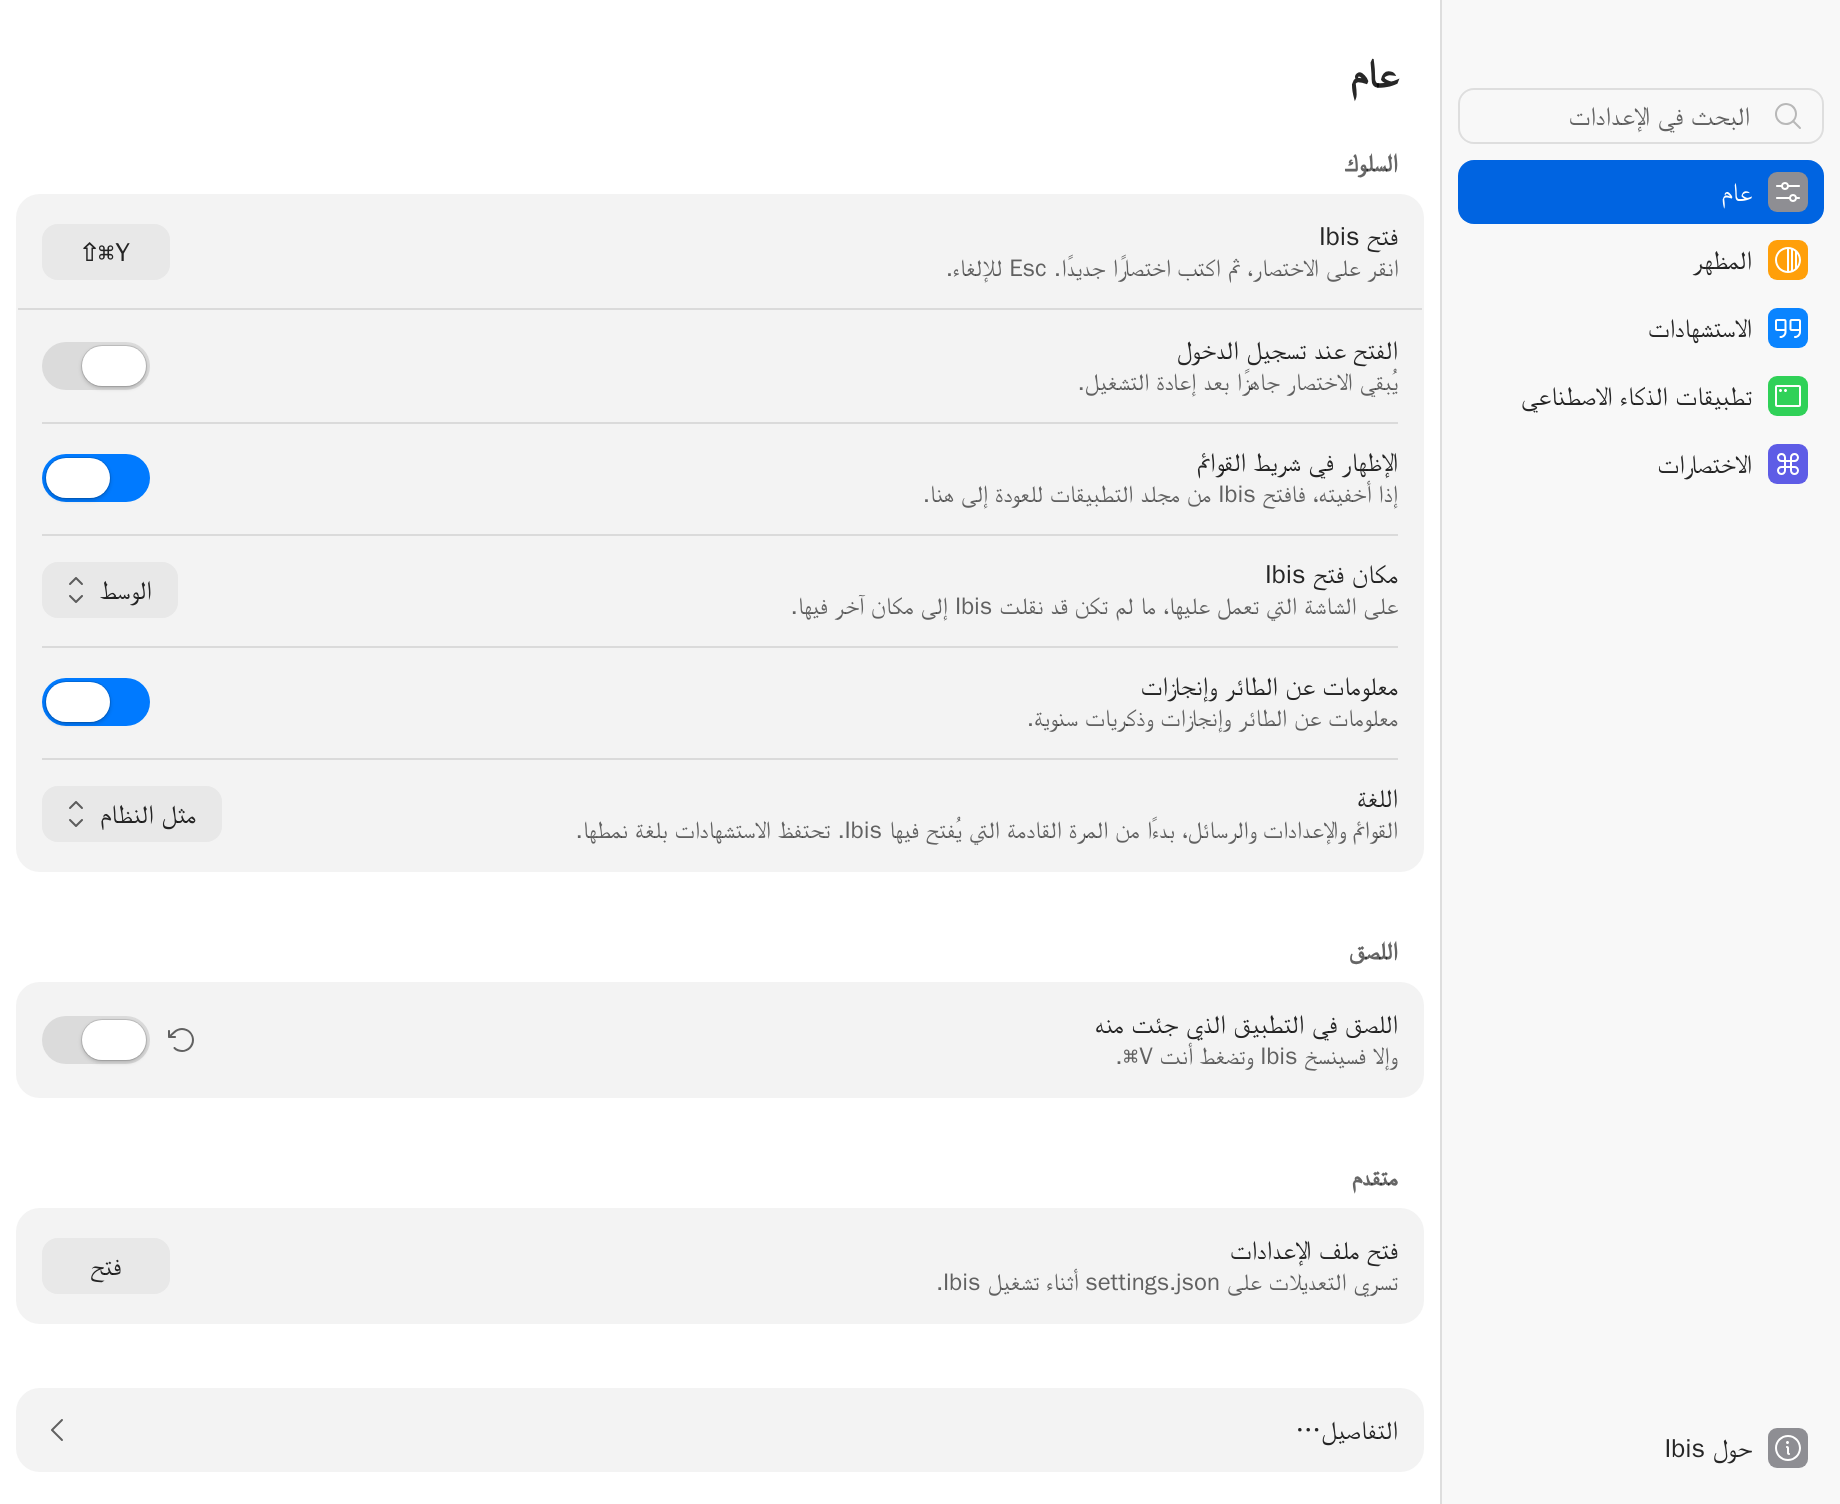 البحث في الإعدادات
عام
المظهر
الاستشهادات
تطبيقات الذكاء الاصطناعي
الاختصارات
حول Ibis
عام
السلوك
فتح Ibis
انقر على الاختصار، ثم اكتب اختصارًا جديدًا. Esc للإلغاء.
⇧⌘Y
الفتح عند تسجيل الدخول
يُبقي الاختصار جاهزًا بعد إعادة التشغيل.
الإظهار في شريط القوائم
إذا أخفيته، فافتح Ibis من مجلد التطبيقات للعودة إلى هنا.
مكان فتح Ibis
على الشاشة التي تعمل عليها، ما لم تكن قد نقلت Ibis إلى مكان آخر فيها.
الوسط
معلومات عن الطائر وإنجازات
معلومات عن الطائر وإنجازات وذكريات سنوية.
اللغة
القوائم والإعدادات والرسائل، بدءًا من المرة القادمة التي يُفتح فيها Ibis. تحتفظ الاستشهادات بلغة نمطها.
مثل النظام
اللصق
اللصق في التطبيق الذي جئت منه
وإلا فسينسخ Ibis وتضغط أنت ⌘V.
متقدم
فتح ملف الإعدادات
تسري التعديلات على settings.json أثناء تشغيل Ibis.
فتح
التفاصيل...